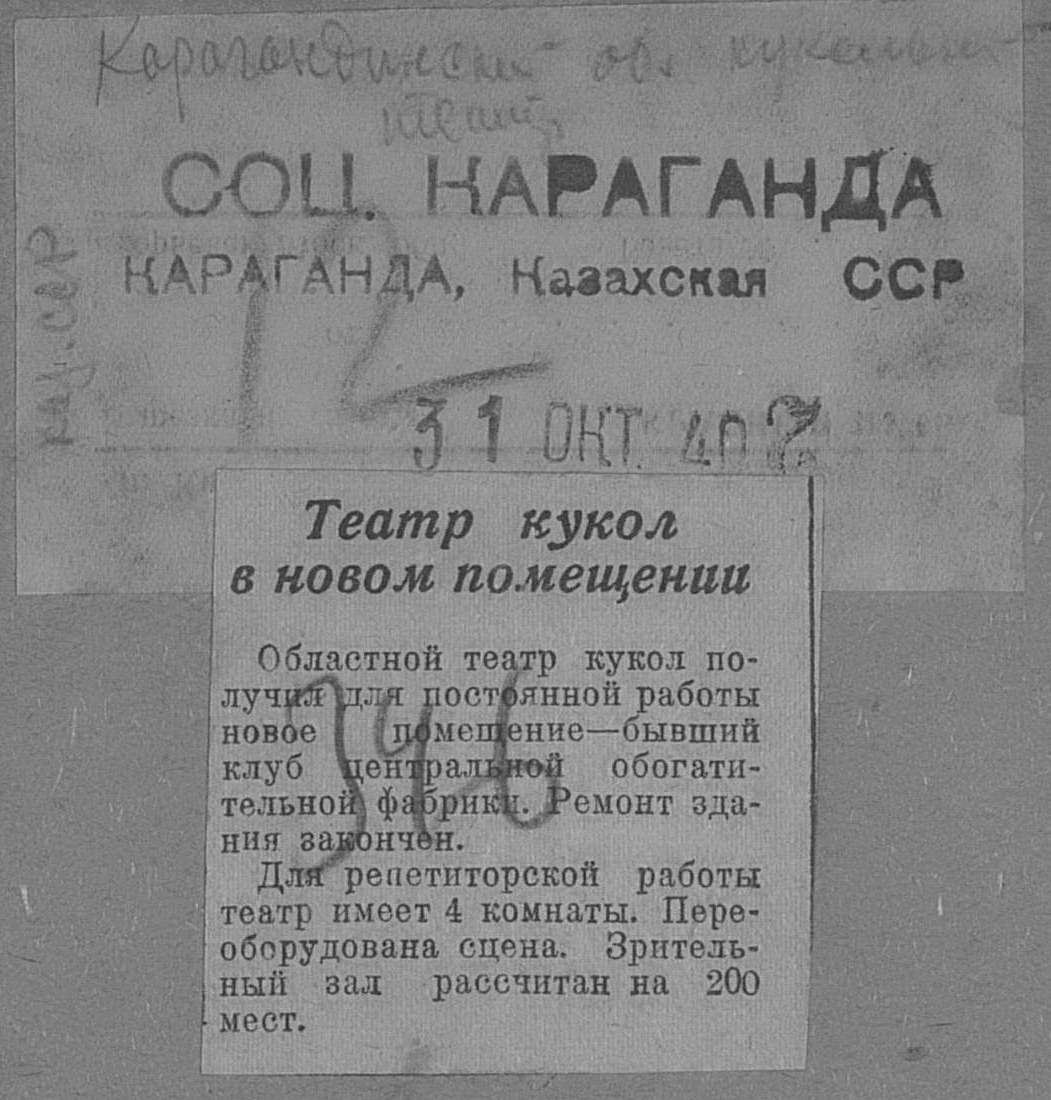 Карагандинский обл кукольный
театр
СОЦ. КАРАГАНДА
КАРАГАНДА, Казахская ССР
12
31 ОКТ. 40
Театр кукол
в новом помещении
Областной театр кукол по-
лучил для постоянной работы
новое помещение—бывший
клуб центральной обогати-
тельной фабрики. Ремонт зда-
ния закончен.
Для репетиторской работы
театр имеет 4 комнаты. Пере-
оборудована сцена. Зритель-
ный зал рассчитан на 200
мест.
346